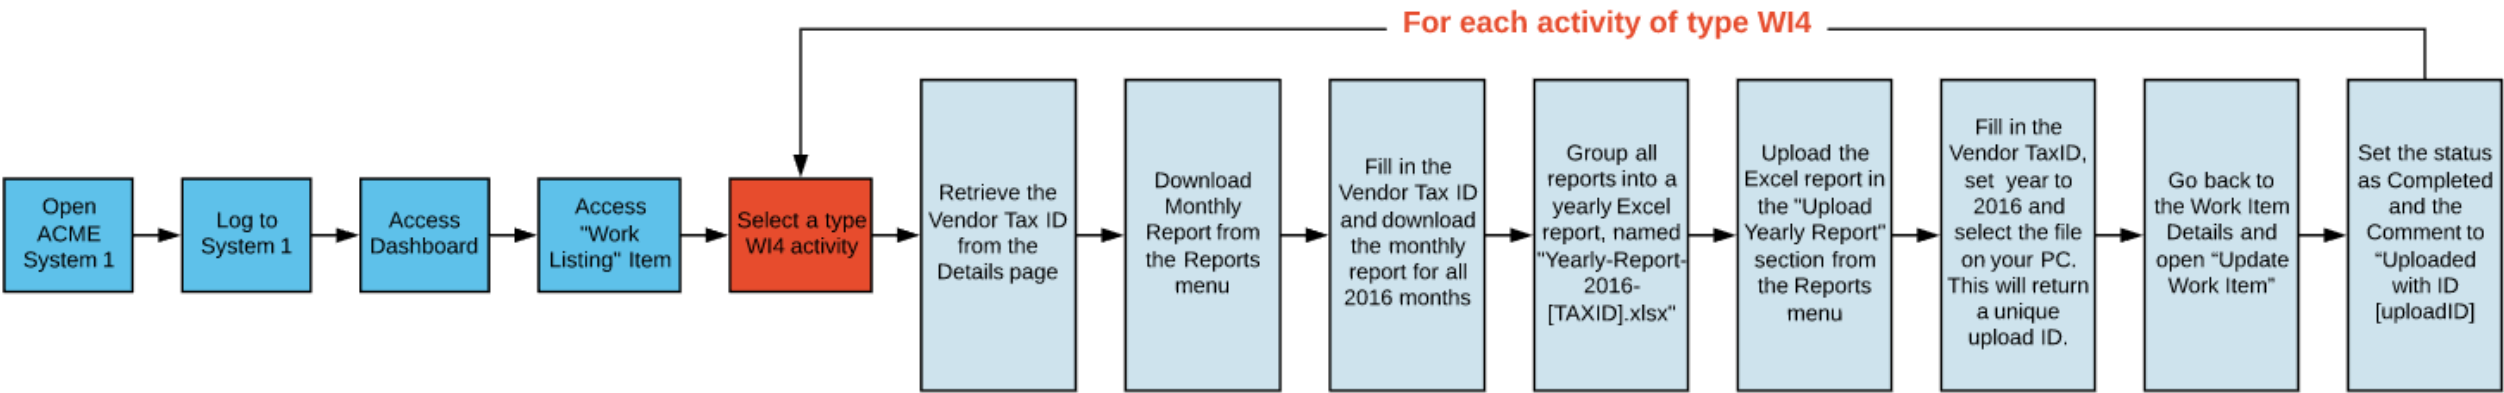 For each activity of type WI4
Open
ACME
System 1
Log to
System 1
Access
Dashboard
Access
"Work
Listing" Item
Select a type
WI4 activity
Retrieve the
Vendor Tax ID
from the
Details page
Download
Monthly
Report from
the Reports
menu
Fill in the
Vendor Tax ID
and download
the monthly
report for all
2016 months
Group all
reports into a
yearly Excel
report, named
"Yearly-Report-
2016-
[TAXID].xlsx"
Upload the
Excel report in
the "Upload
Yearly Report"
section from
the Reports
menu
Fill in the
Vendor TaxID,
set year to
2016 and
select the file
on your PC.
This will return
a unique
upload ID.
Go back to
the Work Item
Details and
open “Update
Work Item”
Set the status
as Completed
and the
Comment to
“Uploaded
with ID
[uploadID]